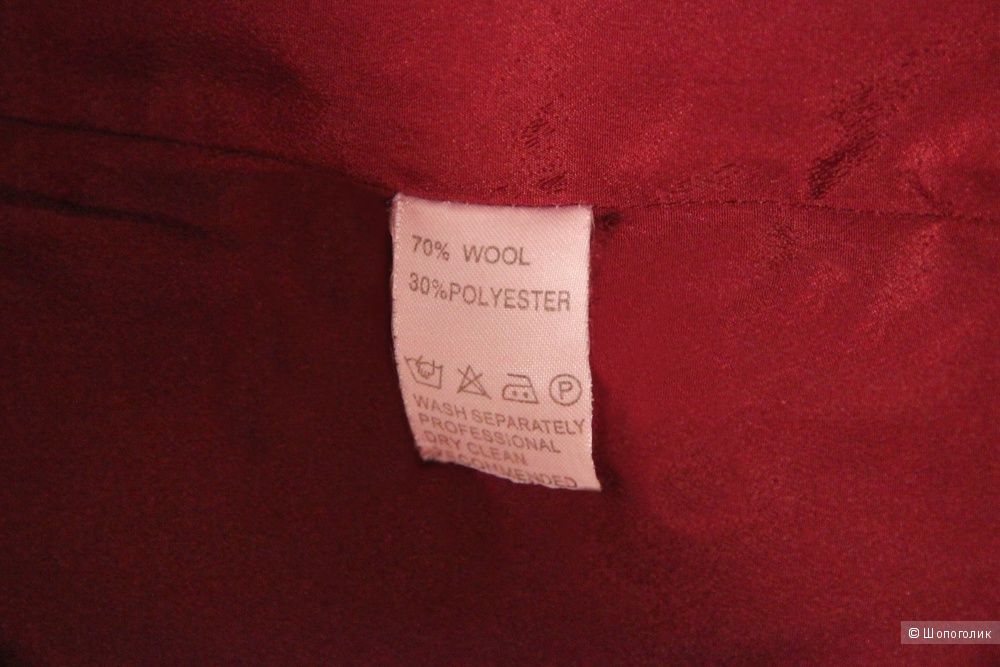 70% WOOL
30%POLYESTER
P
WASH SEPARATELY
PROFESSIONAL
DRY CLEAN
RECOMMENDED
© Шопоголик